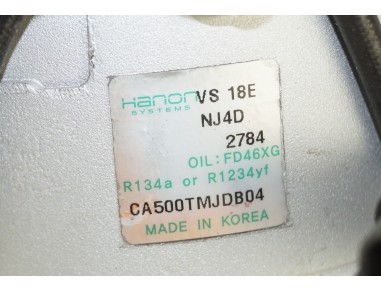 hanon VS 18E
SYSTEMS
NJ4D
2784
OIL:FD46XG
R134a or R1234yf
CA500TMJDB04
MADE IN KOREA